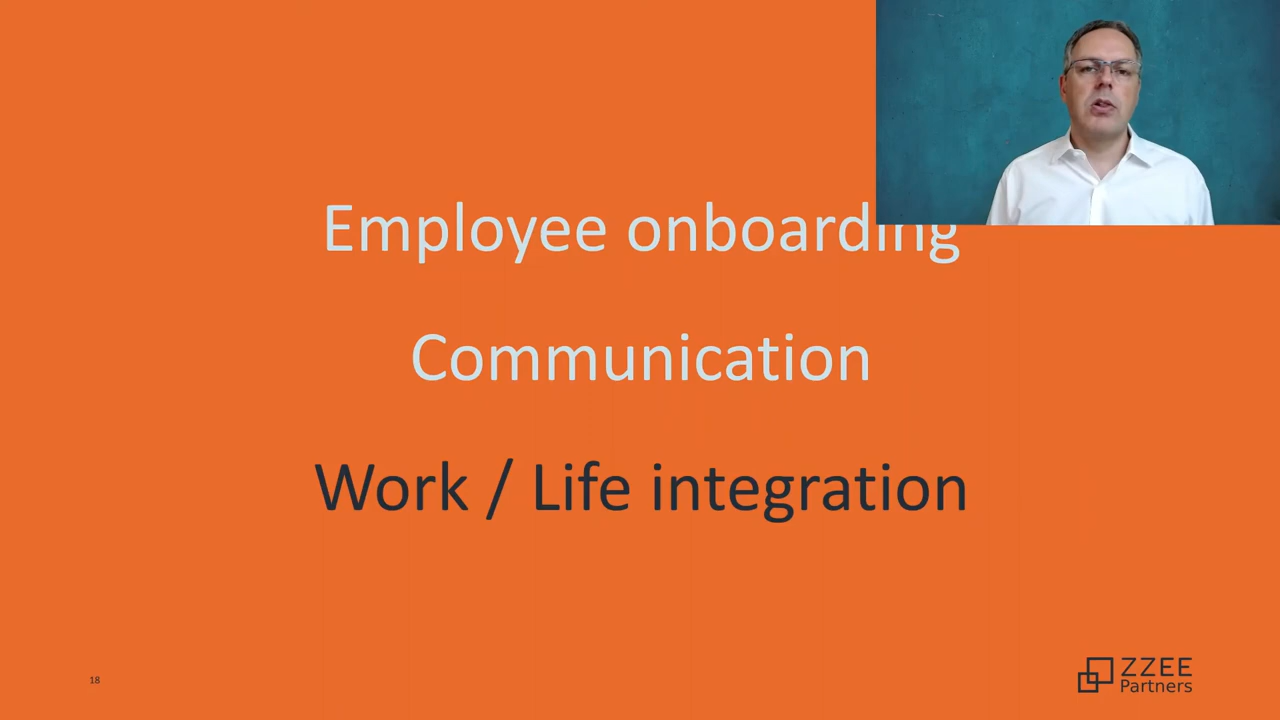 Employee onboarding
Communication
Work / Life integration
18
ZZEE
Partners